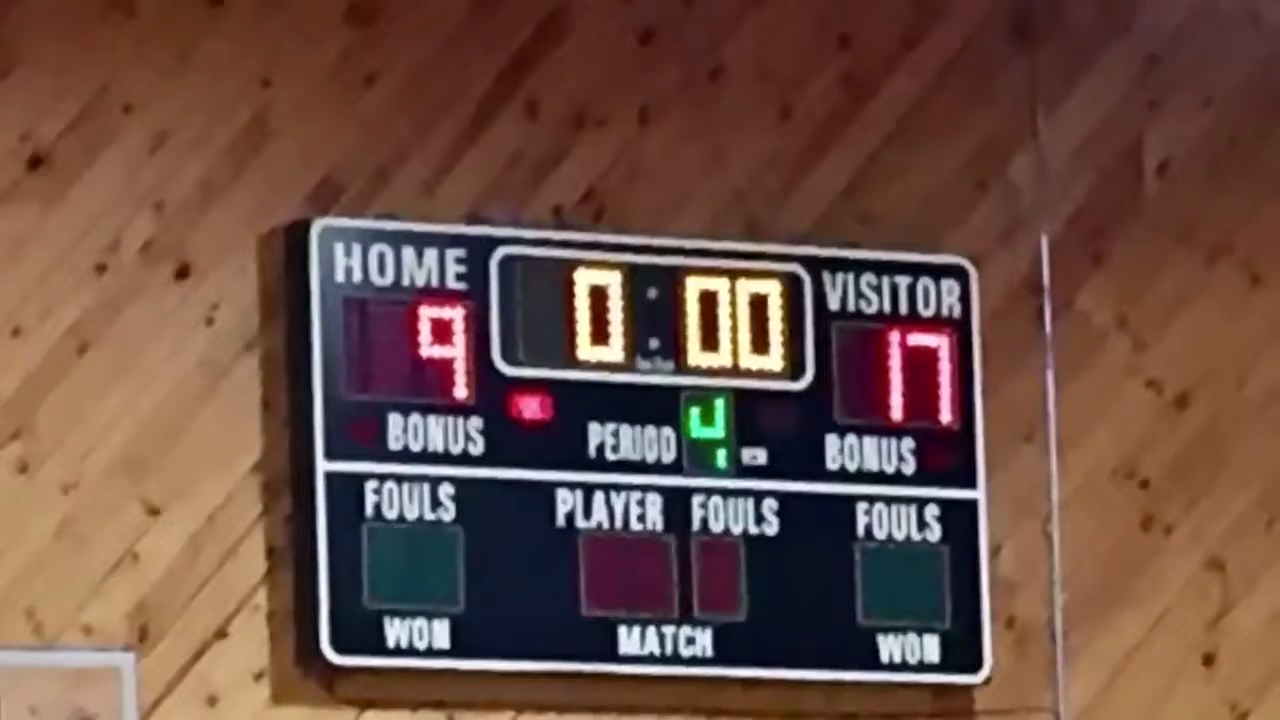 HOME
0:00
VISITOR
9
17
BONUS
PERIOD
4
BONUS
FOULS
PLAYER FOULS
FOULS
WON
MATCH
WON